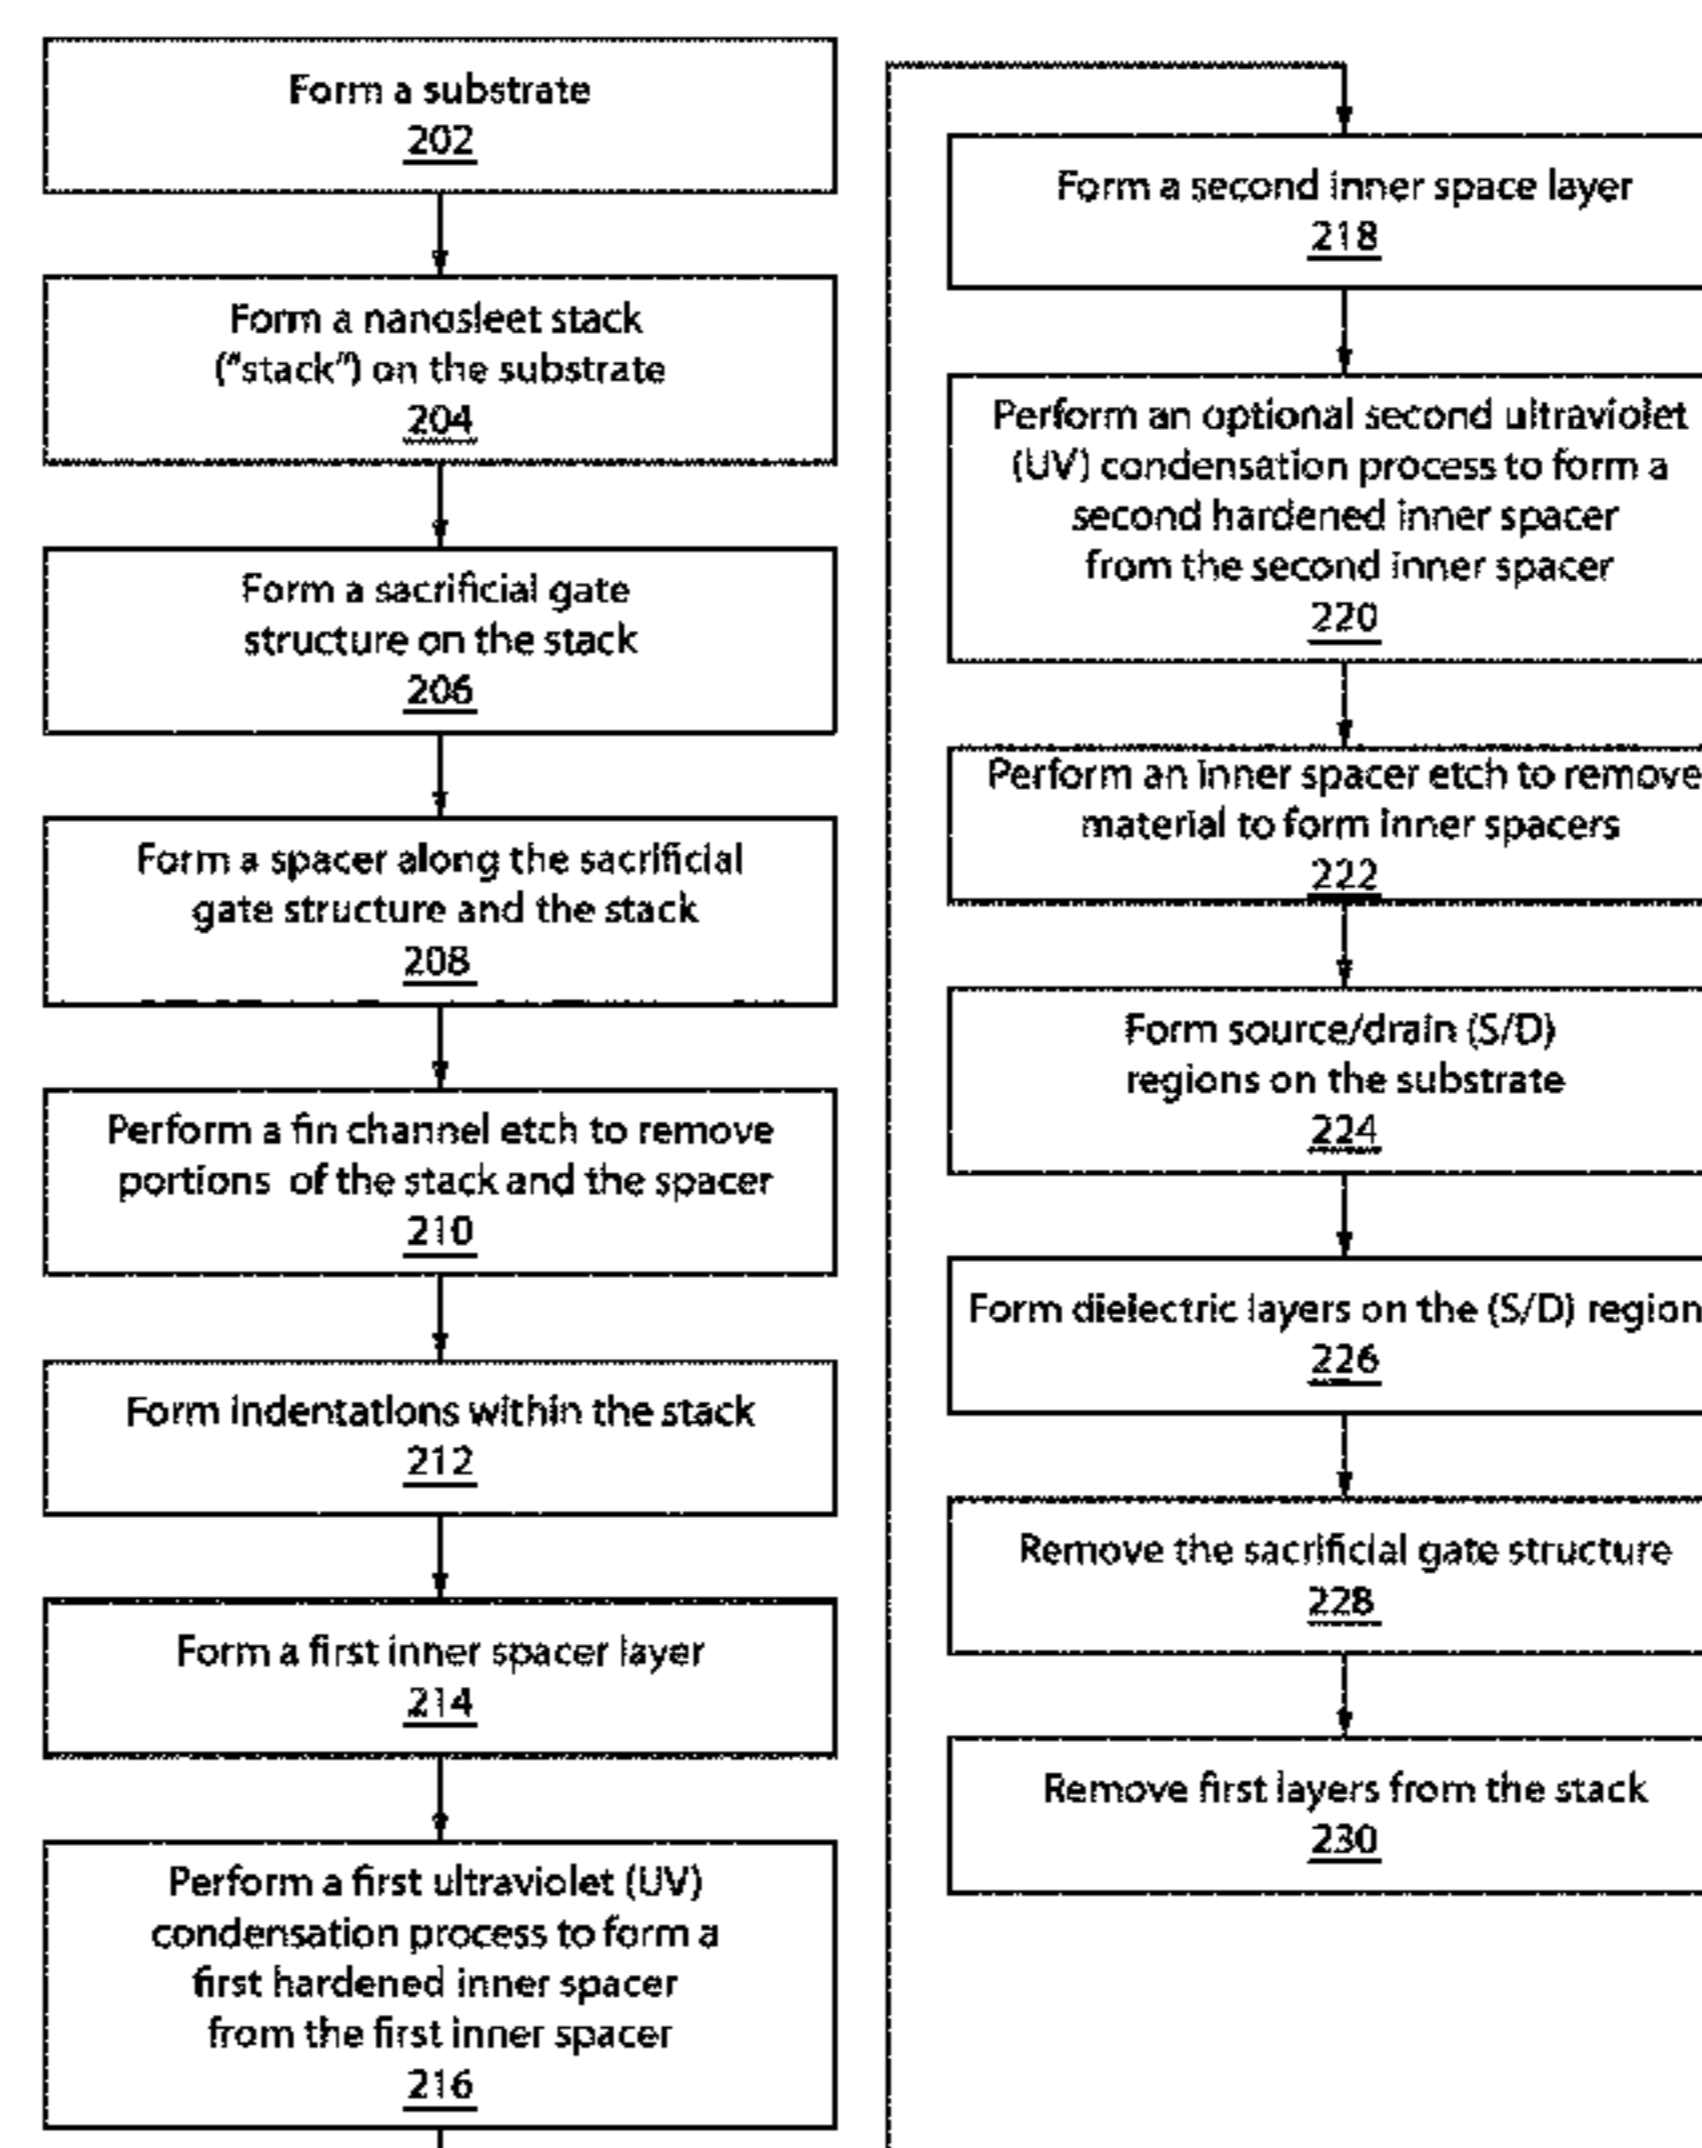 Form a substrate
202
Form a nanosleet stack
("stack") on the substrate
204
Form a sacrificial gate
structure on the stack
206
Form a spacer along the sacrificial
gate structure and the stack
208
Perform a fin channel etch to remove
portions of the stack and the spacer
210
Form indentations within the stack
212
Form a first inner spacer layer
214
Perform a first ultraviolet (UV)
condensation process to form a
first hardened inner spacer
from the first inner spacer
216
Form a second inner space layer
218
Perform an optional second ultraviolet
(UV) condensation process to form a
second hardened inner spacer
from the second inner spacer
220
Perform an inner spacer etch to remove
material to form inner spacers
222
Form source/drain (S/D)
regions on the substrate
224
Form dielectric layers on the (S/D) region
226
Remove the sacrificial gate structure
228
Remove first layers from the stack
230